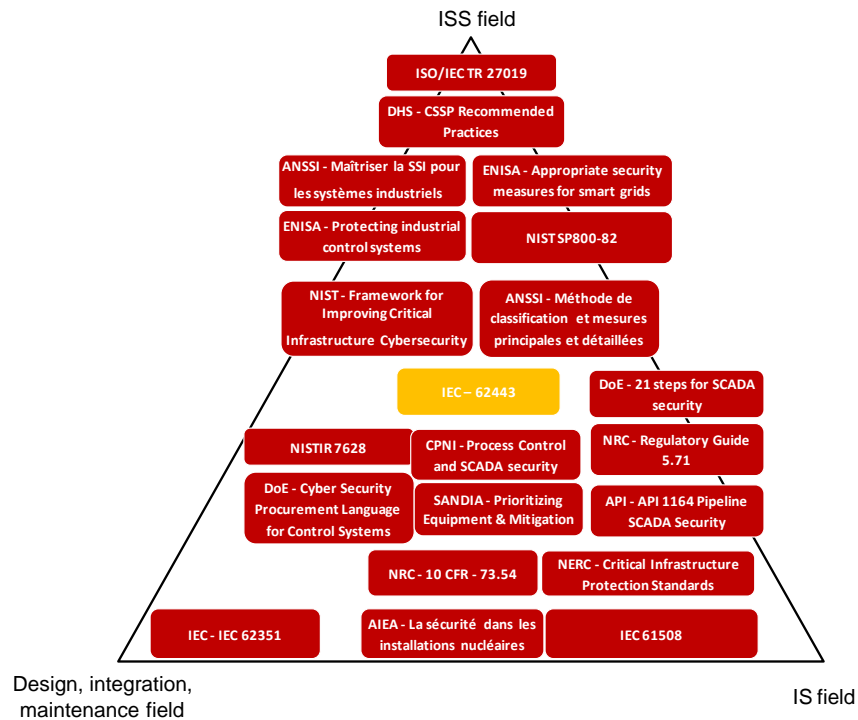 ISS field
ISO/IEC TR 27019
DHS - CSSP Recommended
Practices
ANSSI - Maîtriser la SSI pour
les systèmes industriels
ENISA - Appropriate security
measures for smart grids
ENISA - Protecting industrial
control systems
NIST SP800-82
NIST - Framework for
Improving Critical
Infrastructure Cybersecurity
ANSSI - Méthode de
classification et mesures
principales et détaillées
IEC – 62443
DoE - 21 steps for SCADA
security
NISTIR 7628
CPNI - Process Control
and SCADA security
NRC - Regulatory Guide
5.71
DoE - Cyber Security
Procurement Language
for Control Systems
SANDIA - Prioritizing
Equipment & Mitigation
API - API 1164 Pipeline
SCADA Security
NRC - 10 CFR - 73.54
NERC - Critical Infrastructure
Protection Standards
IEC - IEC 62351
AIEA - La sécurité dans les
installations nucléaires
IEC 61508
Design, integration,
maintenance field
IS field